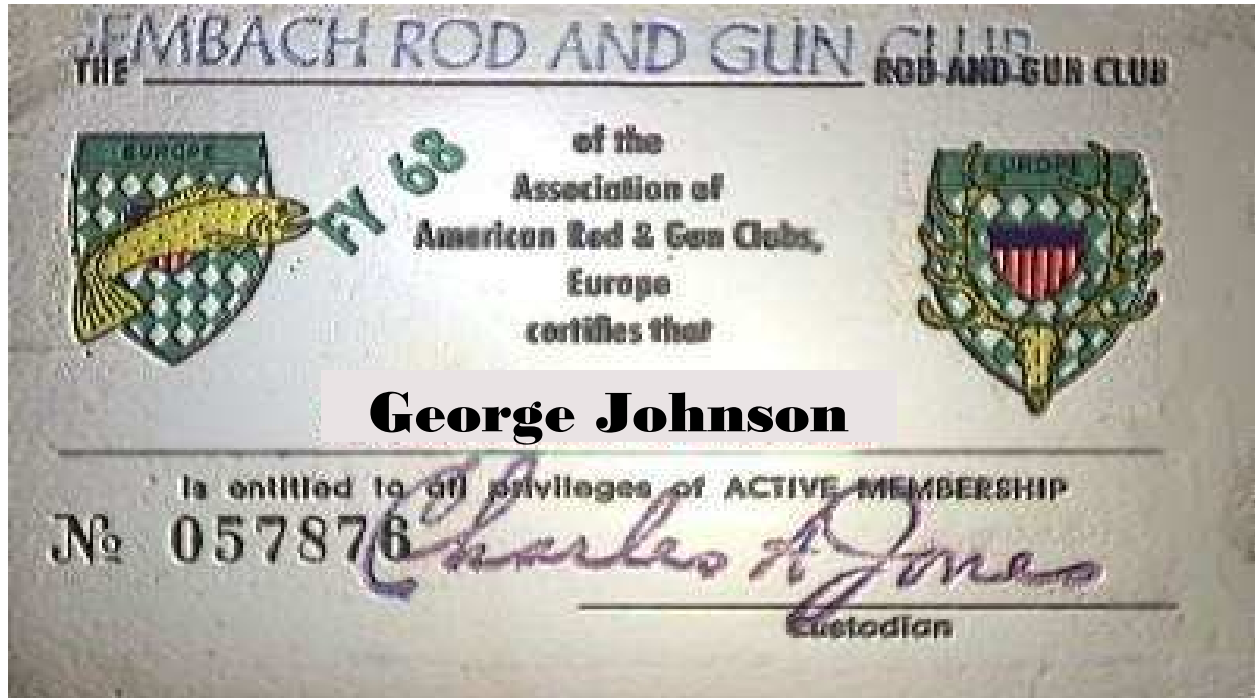 SEMBACH ROD AND GUN CLUB
THE ROD AND GUN CLUB
EUROPE
EUROPE
FY 68
of the
Association of
American Rod & Gun Clubs,
Europe
certifies that
George Johnson
is entitled to all privileges of ACTIVE MEMBERSHIP
№ 057876
Charles A Jones
Custodian